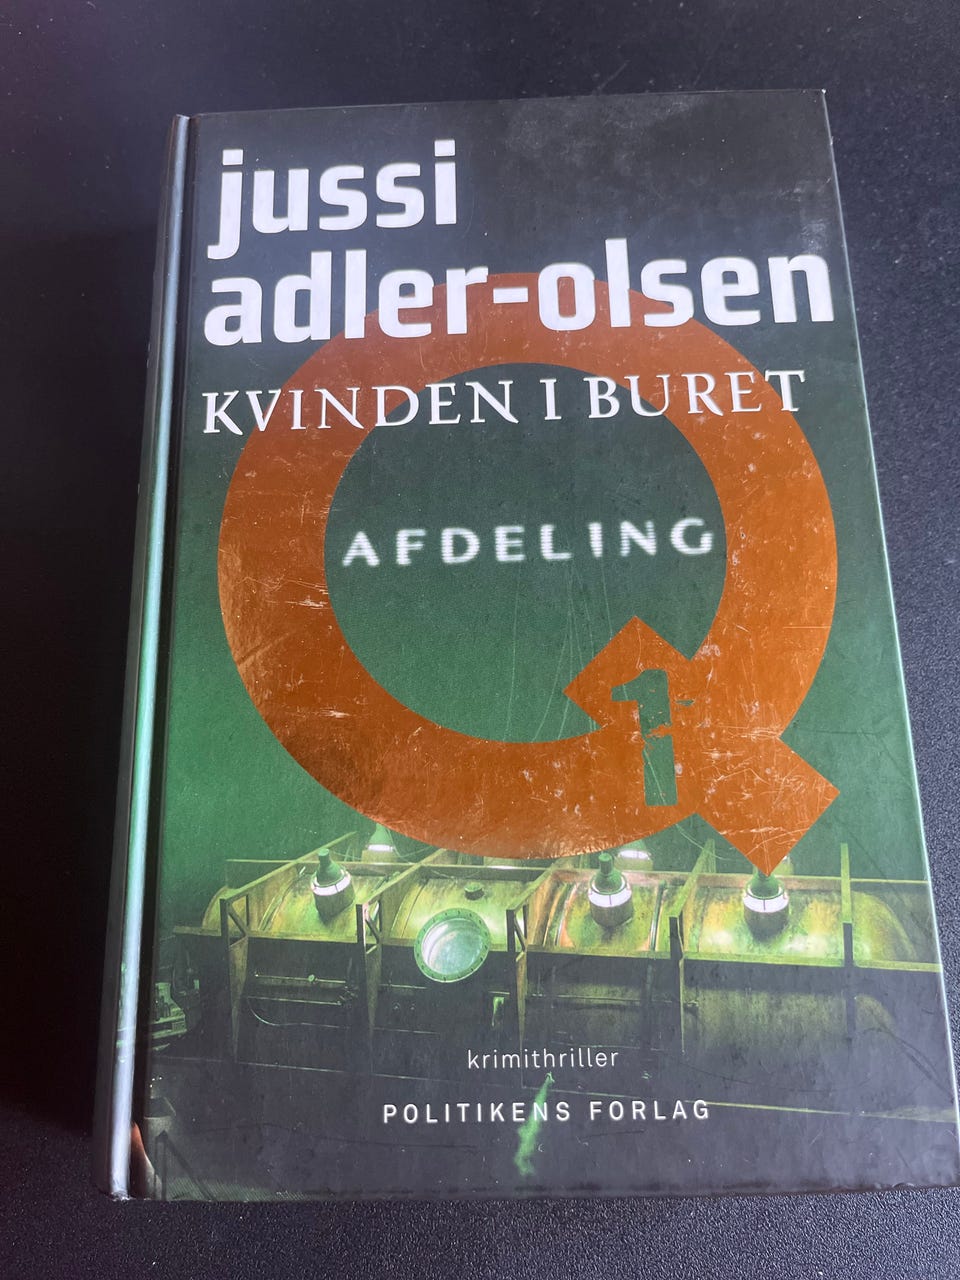 jussi
adler-olsen
KVINDEN I BURET
AFDELING
Q
1
krimithriller
POLITIKENS FORLAG